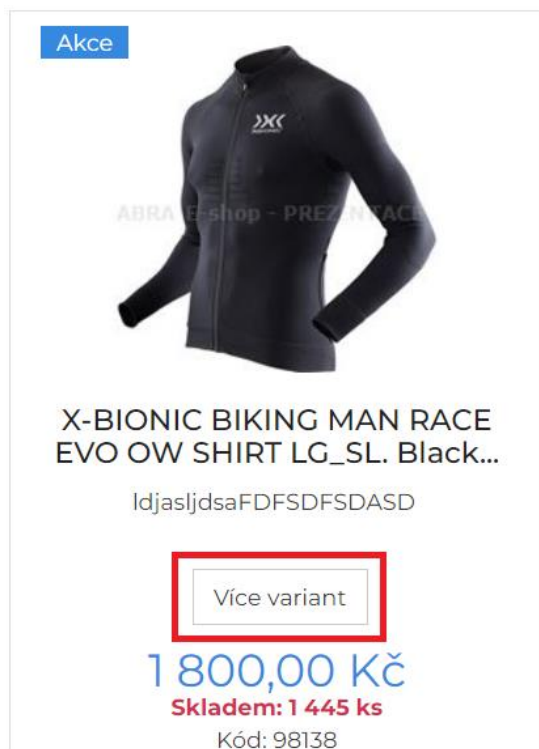 Akce
ABRA E-shop - PREZENTACE
X-BIONIC BIKING MAN RACE
EVO OW SHIRT LG_SL. Black...
ldjasljdsaFDFSDFSDASD
Více variant
1 800,00 Kč
Skladem: 1 445 ks
Kód: 98138